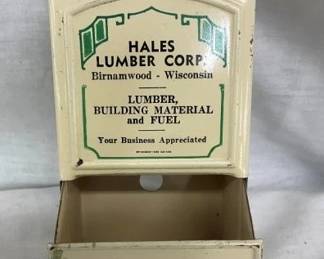 HALES
LUMBER CORP.
Birnamwood - Wisconsin
LUMBER,
BUILDING MATERIAL
and FUEL
Your Business Appreciated